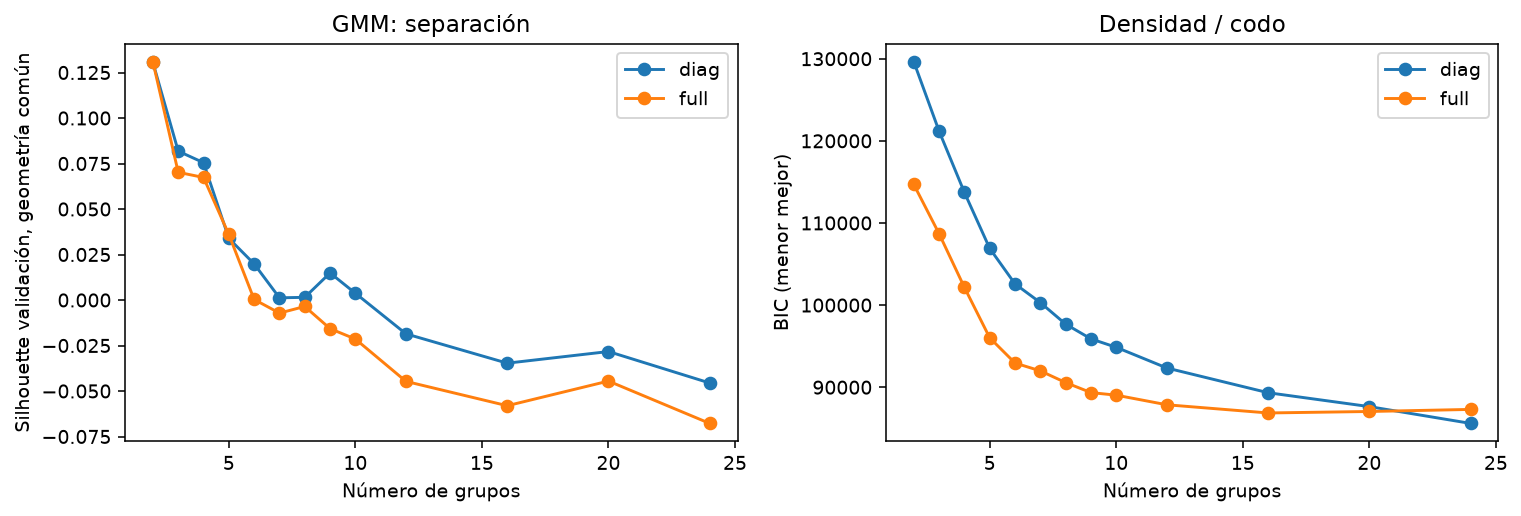 GMM: separación
Silhouette validación, geometría común
0.125
0.100
0.075
0.050
0.025
0.000
−0.025
−0.050
−0.075
5
10
15
20
25
Número de grupos
diag
full
Densidad / codo
BIC (menor mejor)
130000
120000
110000
100000
90000
5
10
15
20
25
Número de grupos
diag
full